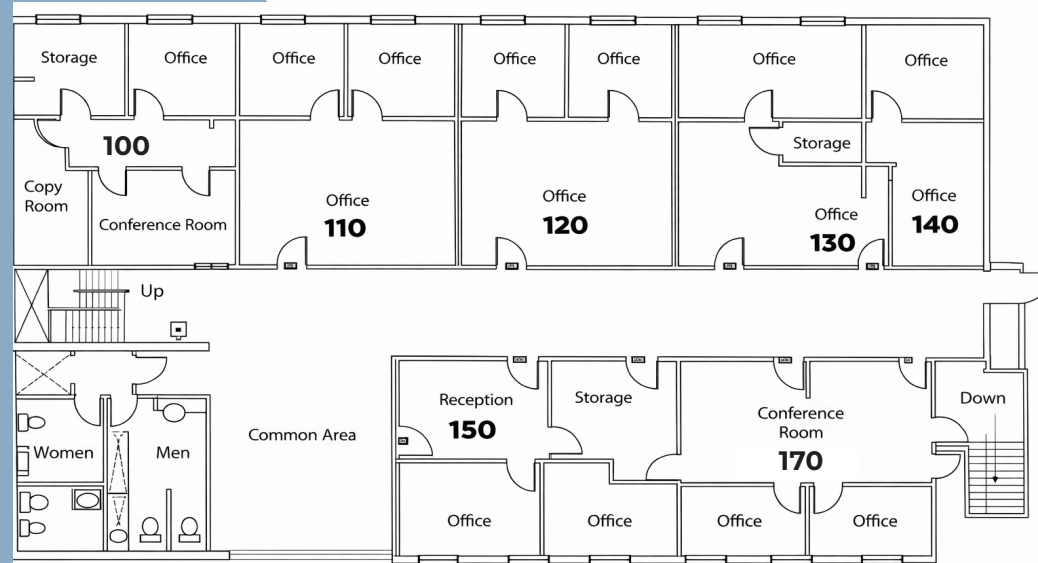 Storage
Office
Office
Office
Office
Office
Office
Office
100
Storage
Copy
Room
Conference Room
Office
110
Office
120
Office
130
Office
140
Up
Common Area
Women
Men
Reception
150
Storage
Conference
Room
170
Down
Office
Office
Office
Office